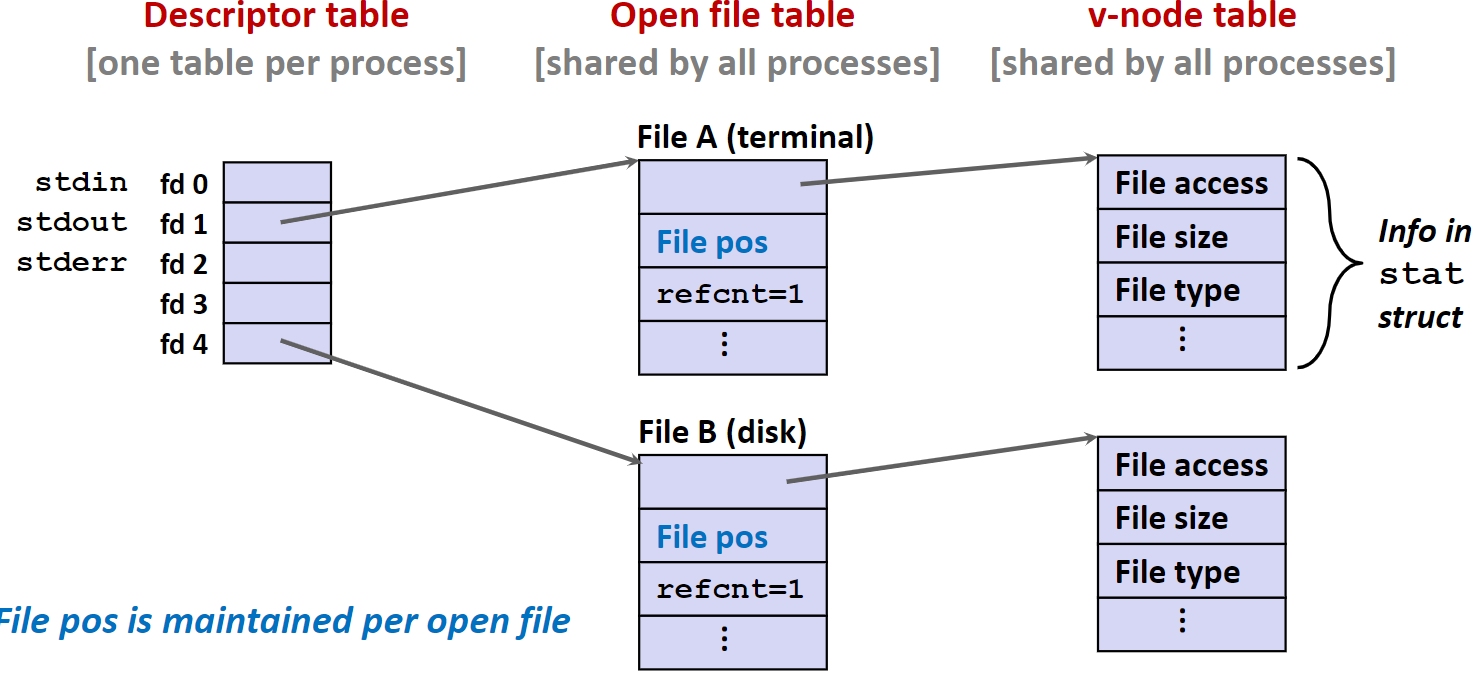 Descriptor table
[one table per process]
Open file table
[shared by all processes]
v-node table
[shared by all processes]
stdin fd 0
stdout fd 1
stderr fd 2
fd 3
fd 4
File A (terminal)
File pos
refcnt=1
⋮
File access
File size
File type
⋮
Info in
stat
struct
File B (disk)
File pos
refcnt=1
⋮
File access
File size
File type
⋮
File pos is maintained per open file